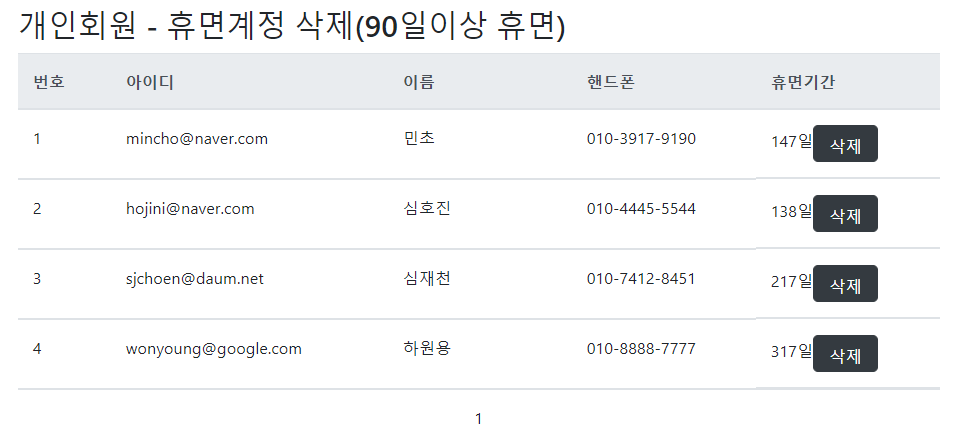 개인회원 - 휴면계정 삭제(90일이상 휴면)
번호 아이디 이름 핸드폰 휴면기간
1 mincho@naver.com 민초 010-3917-9190 147일 삭제
2 hojini@naver.com 심호진 010-4445-5544 138일 삭제
3 sjchoen@daum.net 심재천 010-7412-8451 217일 삭제
4 wonyoung@google.com 하원용 010-8888-7777 317일 삭제
1